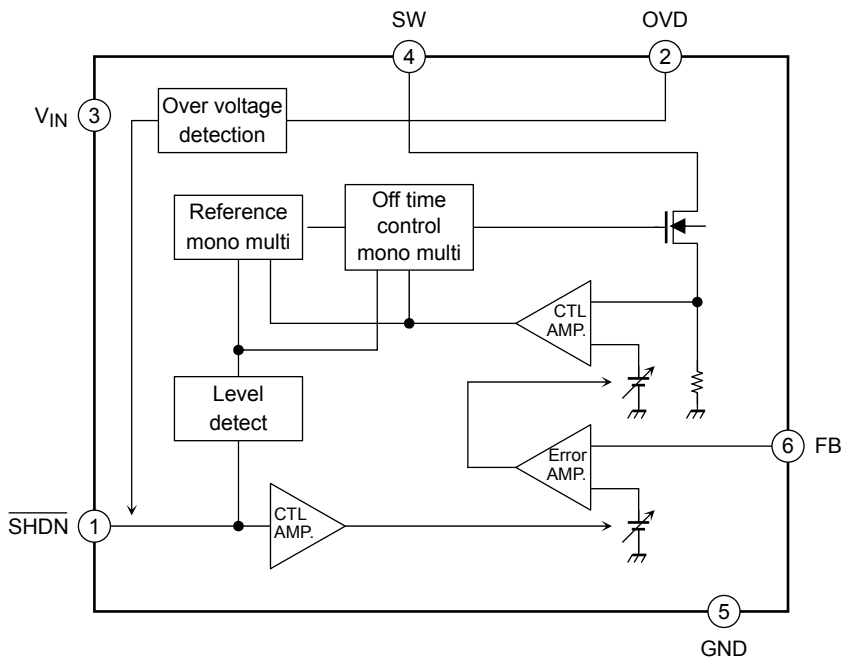 SW
OVD
4
2
V_IN
3
Over voltage
detection
Reference
mono multi
Off time
control
mono multi
CTL
AMP.
Level
detect
Error
AMP.
6
FB
SHDN
1
CTL
AMP.
5
GND